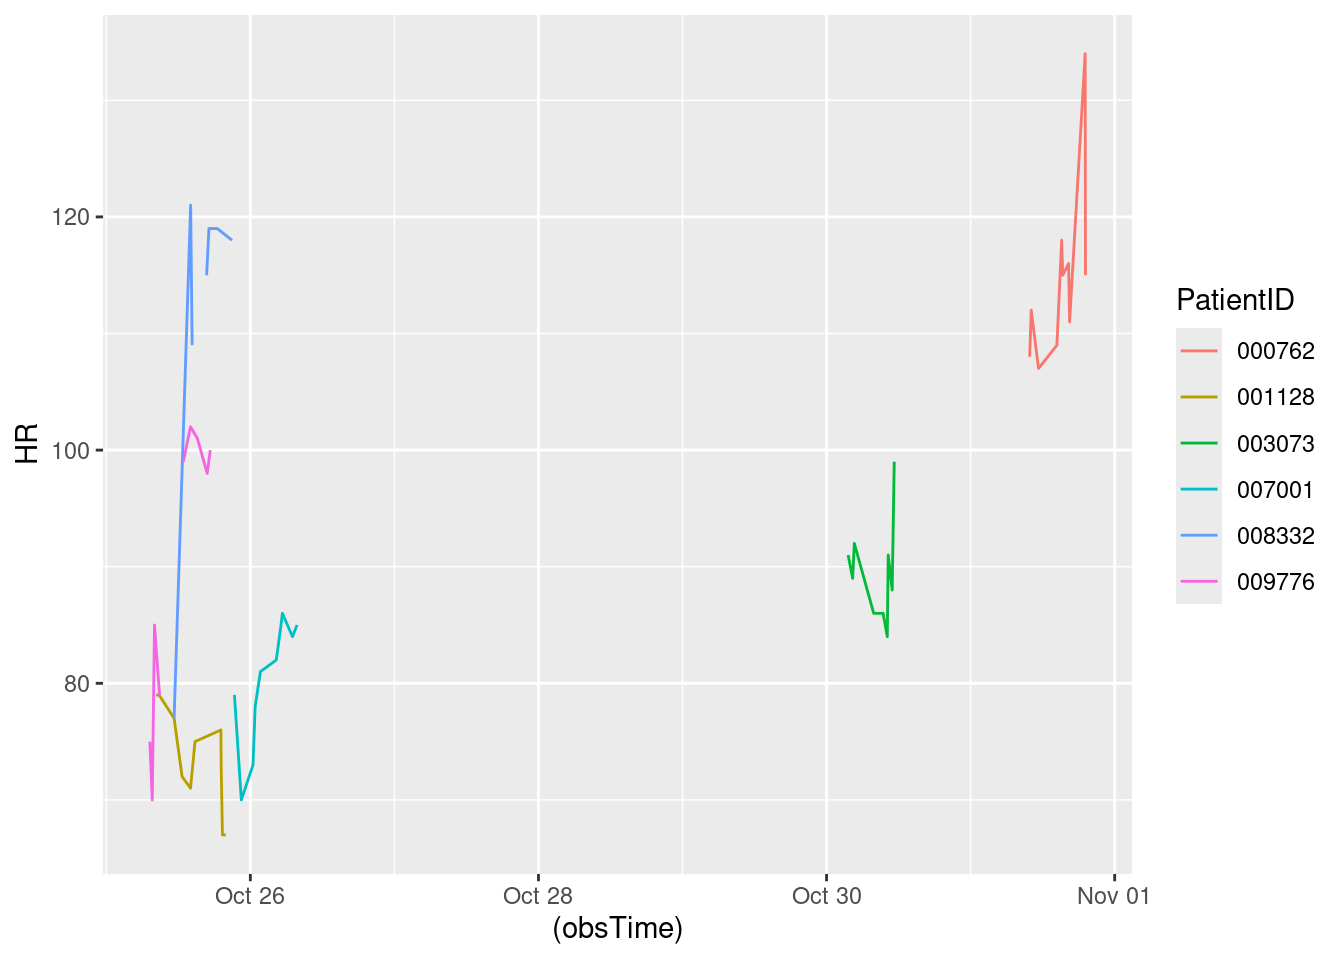 120
100
80
HR
Oct 26
Oct 28
Oct 30
Nov 01
(obsTime)
PatientID
000762
001128
003073
007001
008332
009776